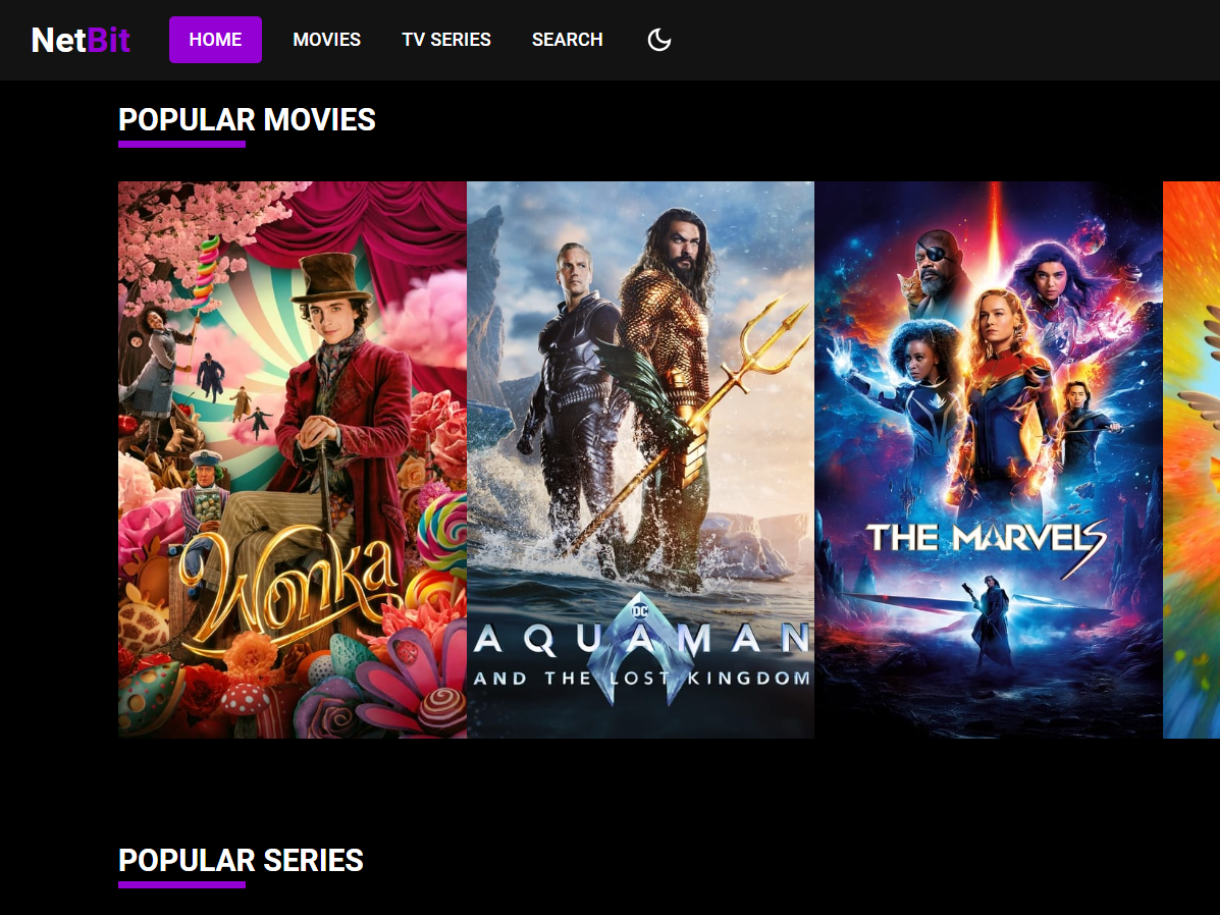 NetBit HOME MOVIES TV SERIES SEARCH
POPULAR MOVIES
Wonka
DC
AQUAMAN
AND THE LOST KINGDOM
THE MARVELS
POPULAR SERIES